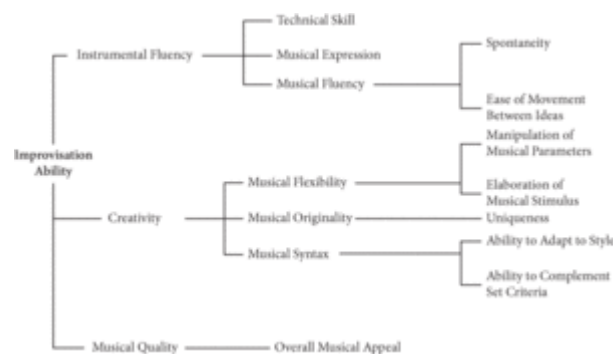 Technical Skill
Instrumental Fluency
Musical Expression
Spontaneity
Musical Fluency
Ease of Movement
Between Ideas
Improvisation
Ability
Manipulation of
Musical Parameters
Musical Flexibility
Elaboration of
Musical Stimulus
Creativity
Musical Originality
Uniqueness
Musical Syntax
Ability to Adapt to Style
Ability to Complement
Set Criteria
Musical Quality
Overall Musical Appeal